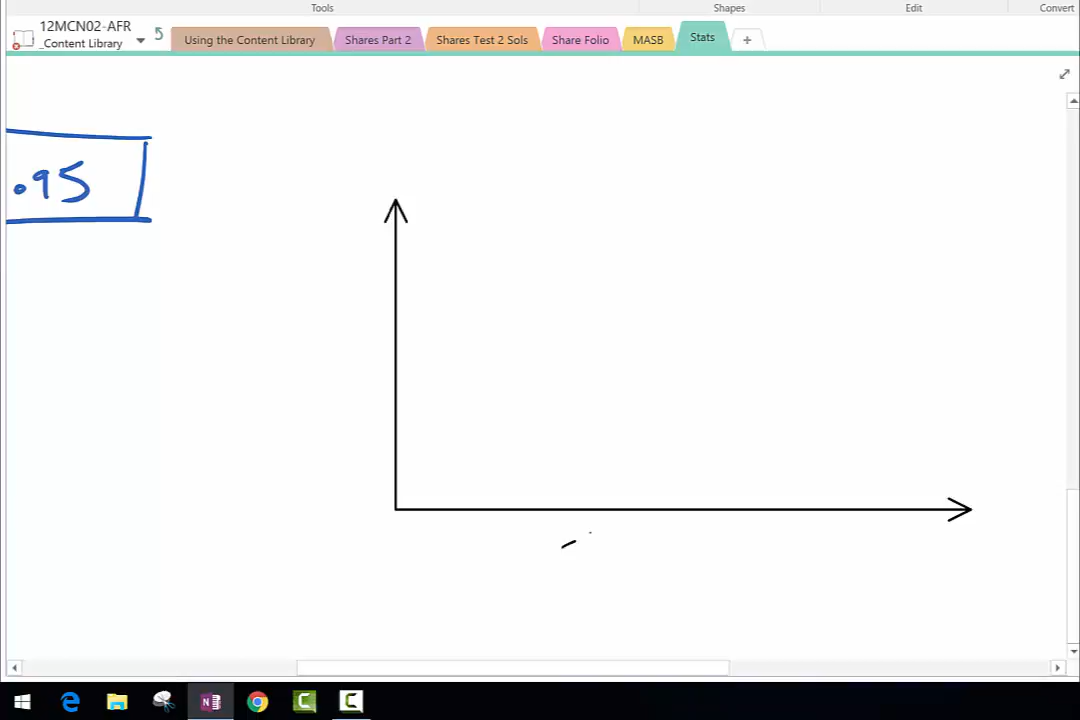 Tools Shapes Edit Convert
12MCN02-AFR
_Content Library
Using the Content Library Shares Part 2 Shares Test 2 Sols Share Folio MASB Stats +
.95
N
C C